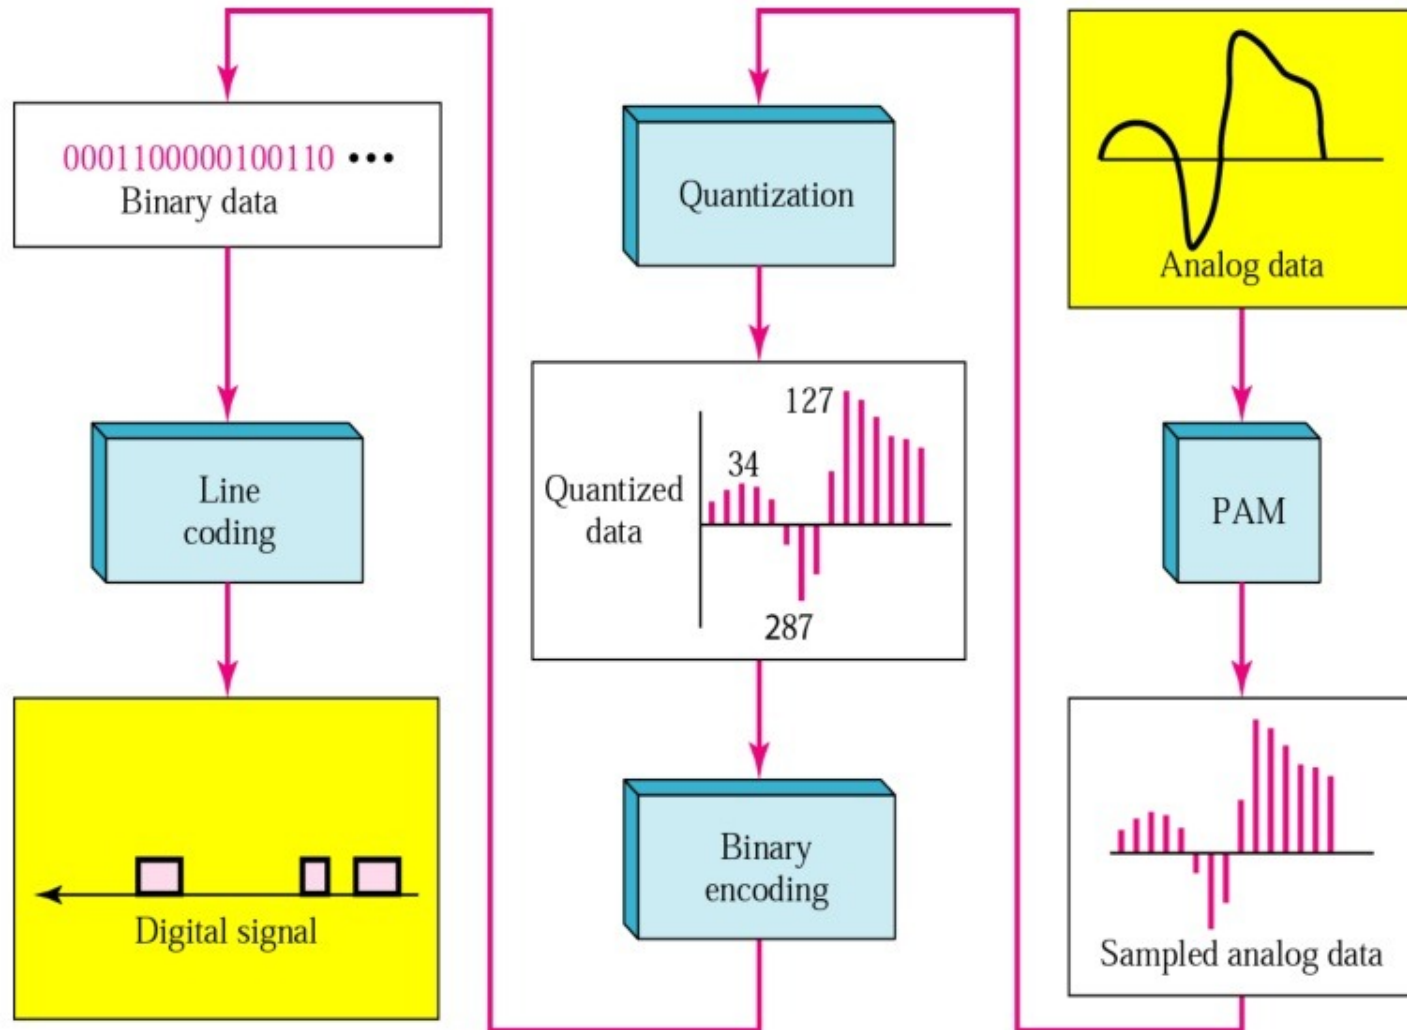 0001100000100110 •••
Binary data
Line
coding
Digital signal
Quantization
127
34
Quantized
data
287
Binary
encoding
Analog data
PAM
Sampled analog data